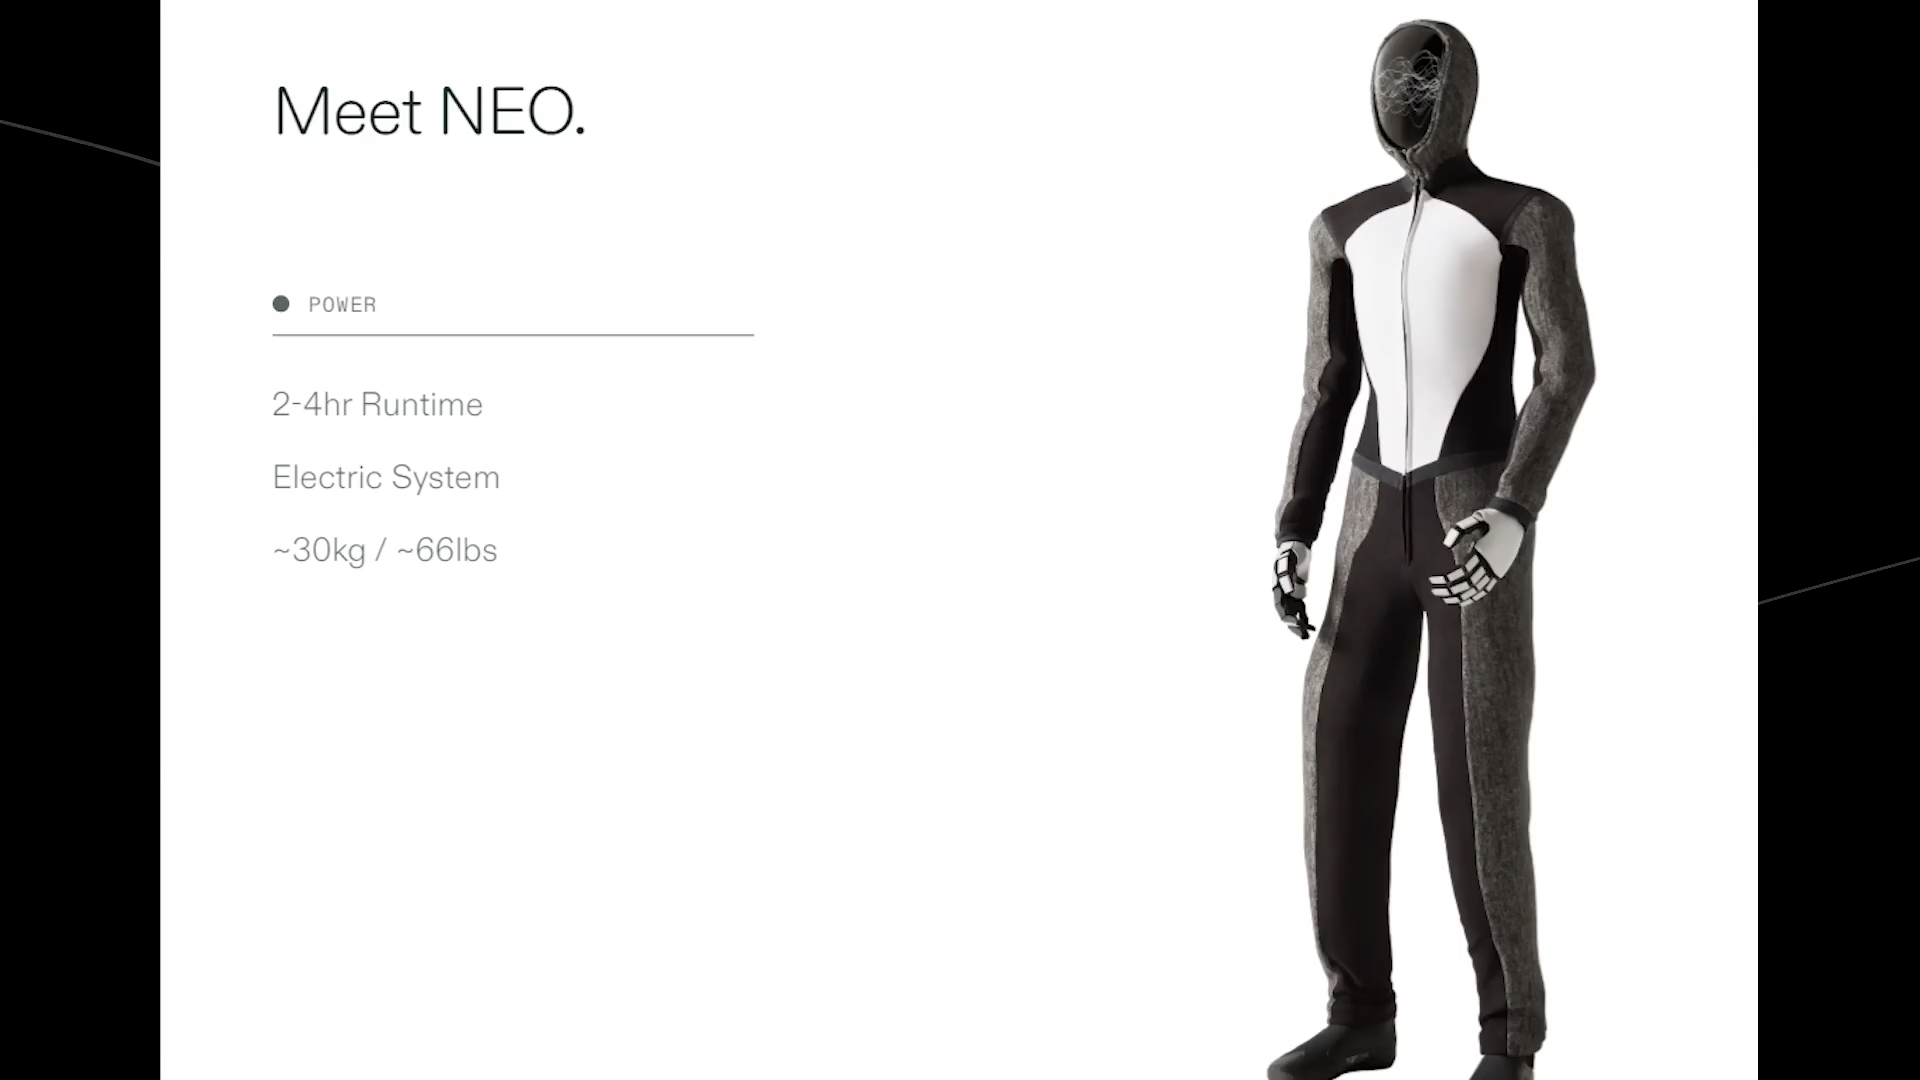 Meet NEO.
POWER
2-4hr Runtime
Electric System
~30kg / ~66lbs